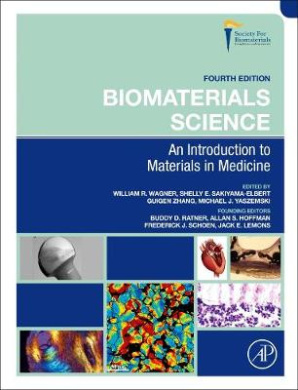 Society For
Biomaterials
FOURTH EDITION
BIOMATERIALS
SCIENCE
An Introduction to
Materials in Medicine
EDITED BY
WILLIAM R. WAGNER, SHELLY E. SAKIYAMA-ELBERT
GUIGEN ZHANG, MICHAEL J. YASZEMSKI
FOUNDING EDITORS
BUDDY D. RATNER, ALLAN S. HOFFMAN
FREDERICK J. SCHOEN, JACK E. LEMONS